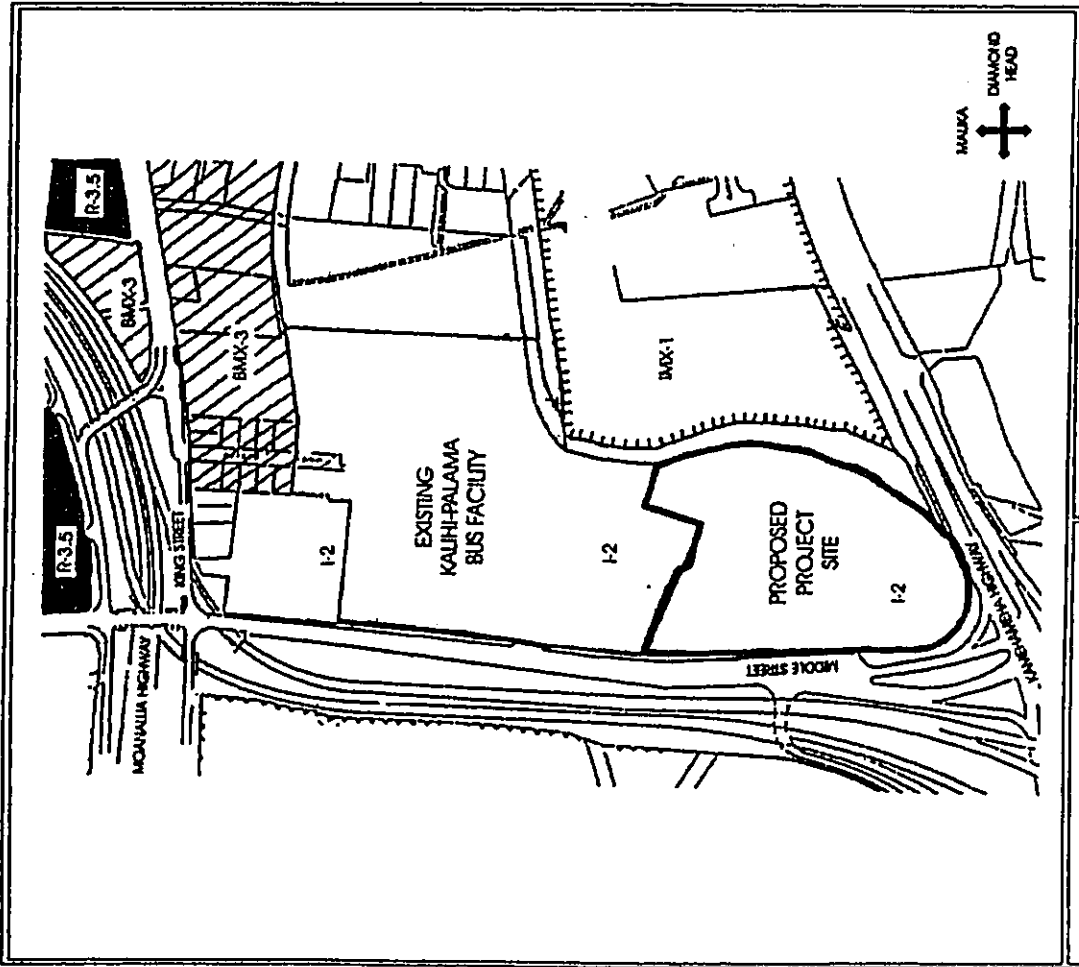 MAUKA
DIAMOND
HEAD
R-3.5
BMX-3
R-3.5
BMX-3
KING STREET
MOANALUA HIGHWAY
I-2
EXISTING
KALIHI-PALAMA
BUS FACILITY
I-2
IMX-1
PROPOSED
PROJECT
SITE
I-2
MIDDLE STREET
KAMEHAMEHA HIGHWAY